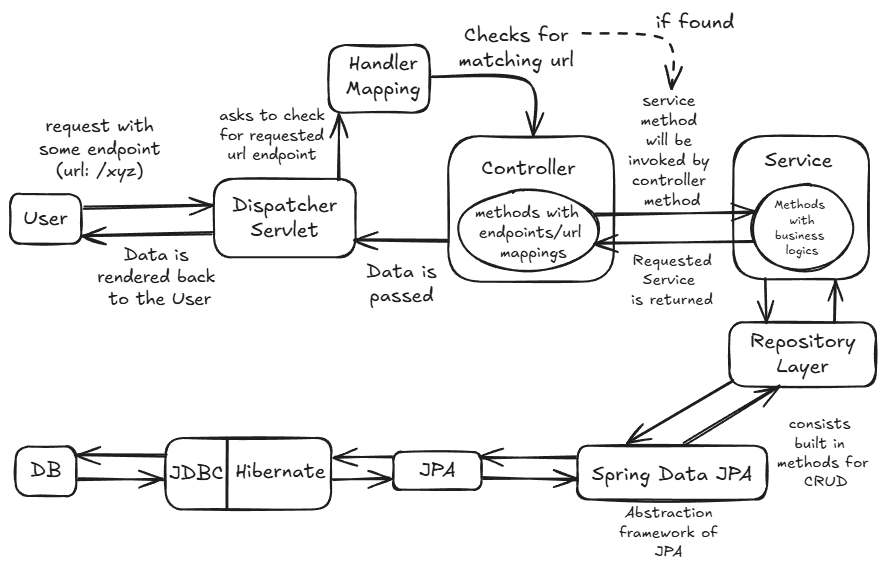 if found
Checks for
matching url
Handler
Mapping
request with
some endpoint
(url: /xyz)
asks to check
for requested
url endpoint
service
method
will be
invoked by
controller
method
User
Dispatcher
Servlet
Controller
methods with
endpoints/url
mappings
Service
Methods
with
business
logics
Data is
rendered back
to the User
Data is
passed
Requested
Service
is returned
Repository
Layer
consists
built in
methods for
CRUD
DB
JDBC
Hibernate
JPA
Spring Data JPA
Abstraction
framework of
JPA